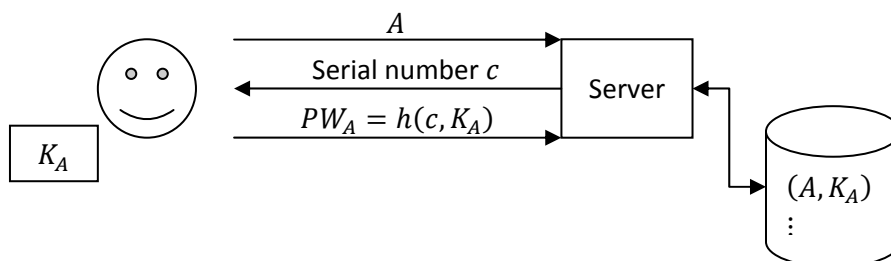 A
Serial number c
Server
PW_A = h(c, K_A)
K_A
(A, K_A)
⋮